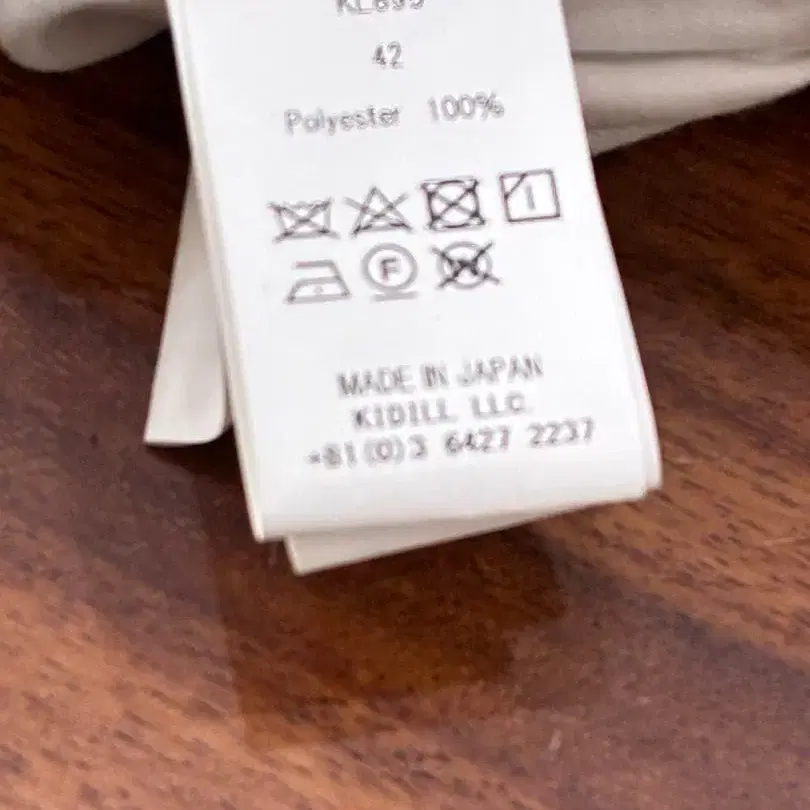 42
Polyester 100%
F
W
MADE IN JAPAN
KIDILL LLC.
+81(0)3 6427 2237